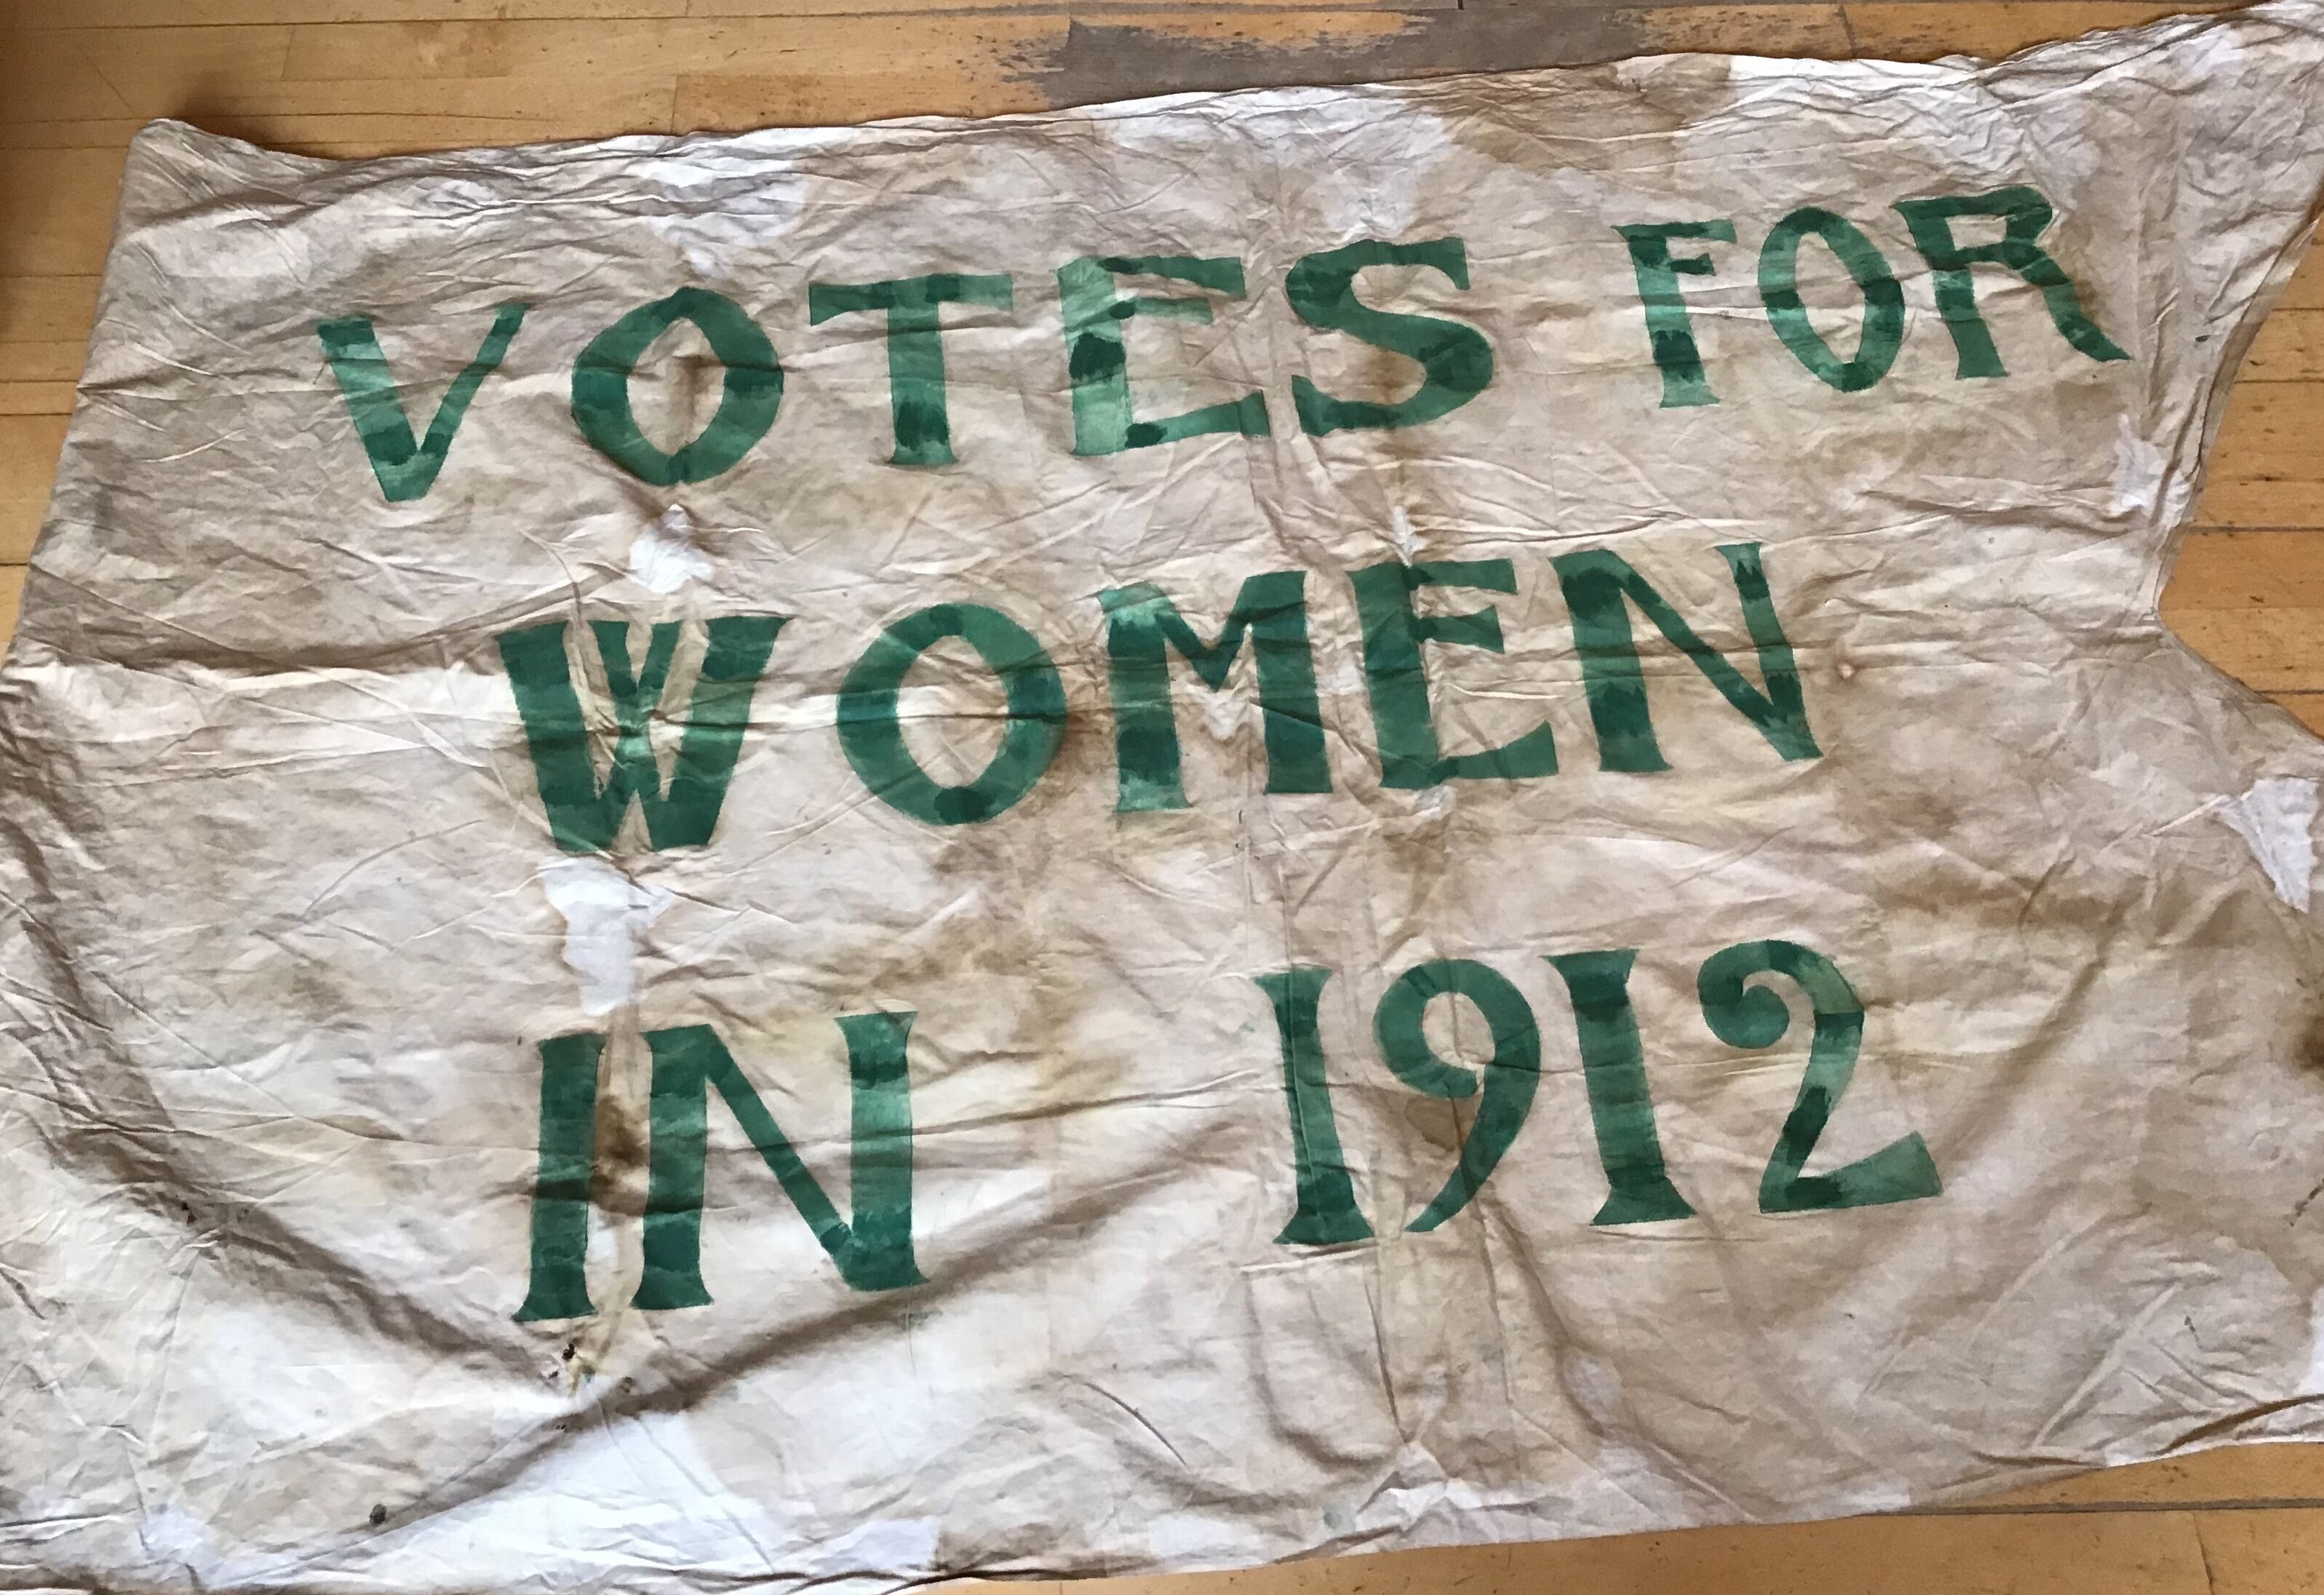 VOTES FOR
WOMEN
IN 1912